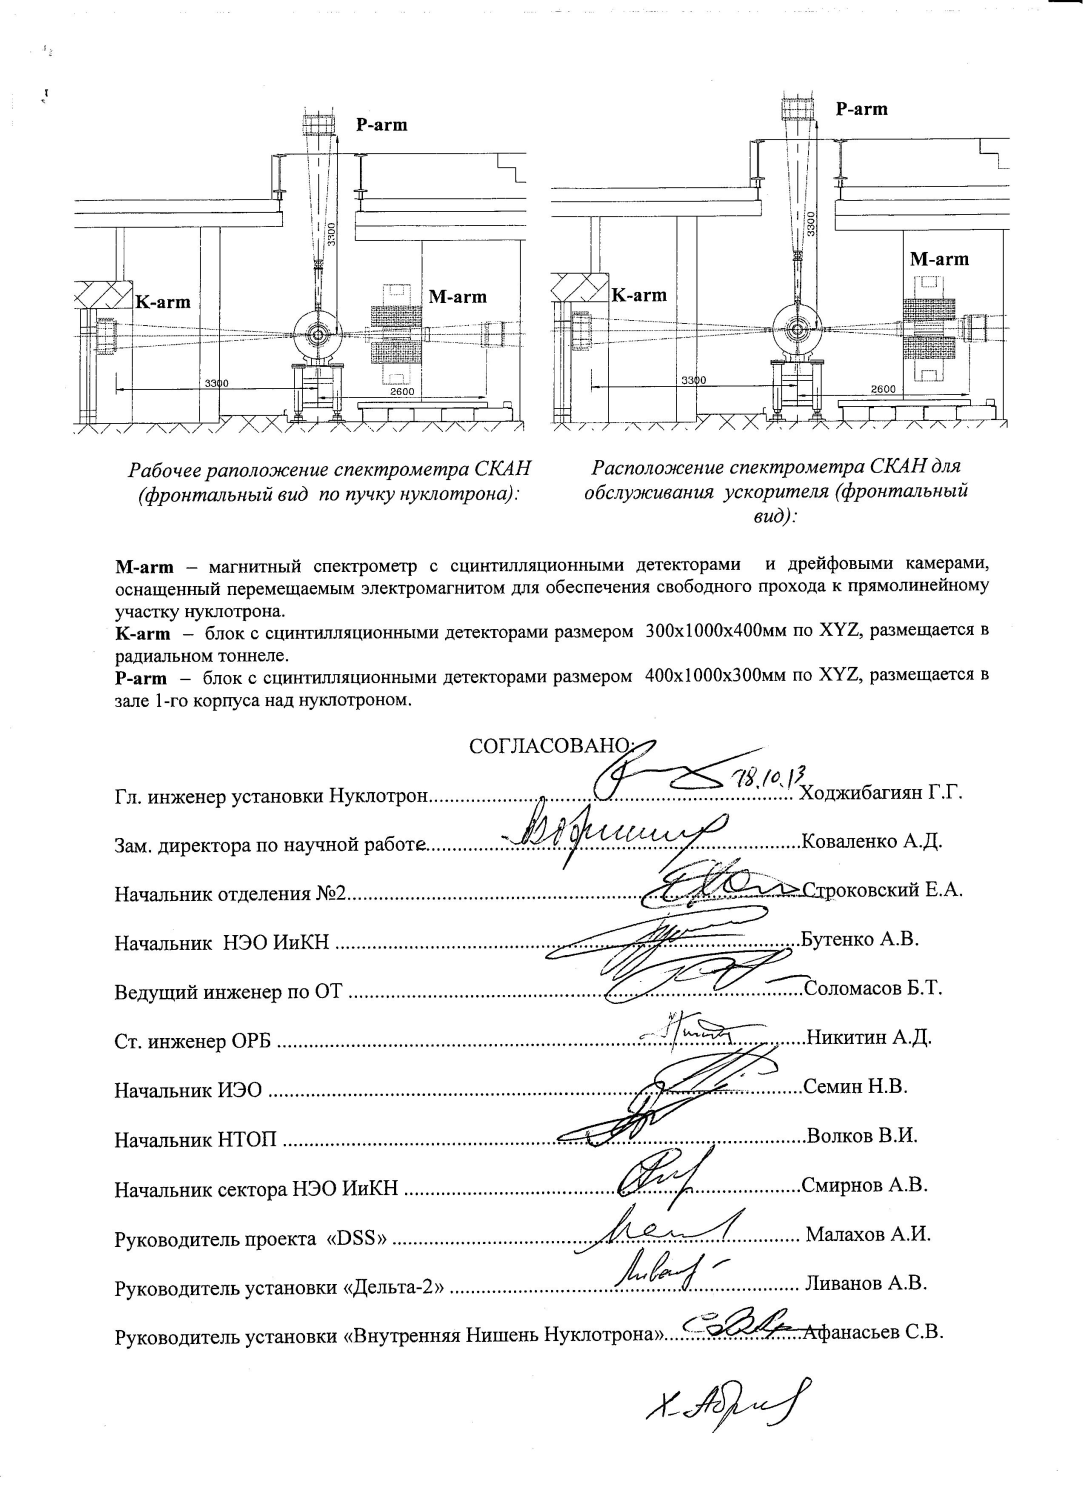 P-arm
3300
K-arm
M-arm
3300
2600
P-arm
3300
M-arm
K-arm
3300
2600
Рабочее раположение спектрометра СКАН
(фронтальный вид по пучку нуклотрона):
Расположение спектрометра СКАН для
обслуживания ускорителя (фронтальный
вид):
M-arm – магнитный спектрометр с сцинтилляционными детекторами и дрейфовыми камерами,
оснащенный перемещаемым электромагнитом для обеспечения свободного прохода к прямолинейному
участку нуклотрона.
K-arm – блок с сцинтилляционными детекторами размером 300x1000x400мм по XYZ, размещается в
радиальном тоннеле.
P-arm – блок с сцинтилляционными детекторами размером 400x1000x300мм по XYZ, размещается в
зале 1-го корпуса над нуклотроном.
СОГЛАСОВАНО:
Гл. инженер установки Нуклотрон.......... 18.10.13 Ходжибагиян Г.Г.
Зам. директора по научной работе..........Коваленко А.Д.
Начальник отделения №2..........Строковский Е.А.
Начальник НЭО ИиКН ..........Бутенко А.В.
Ведущий инженер по ОТ ..........Соломасов Б.Т.
Ст. инженер ОРБ ..........Никитин А.Д.
Начальник ИЭО ..........Семин Н.В.
Начальник НТОП ..........Волков В.И.
Начальник сектора НЭО ИиКН ..........Смирнов А.В.
Руководитель проекта «DSS» .......... Малахов А.И.
Руководитель установки «Дельта-2» .......... Ливанов А.В.
Руководитель установки «Внутренняя Нишень Нуклотрона»..........Афанасьев С.В.